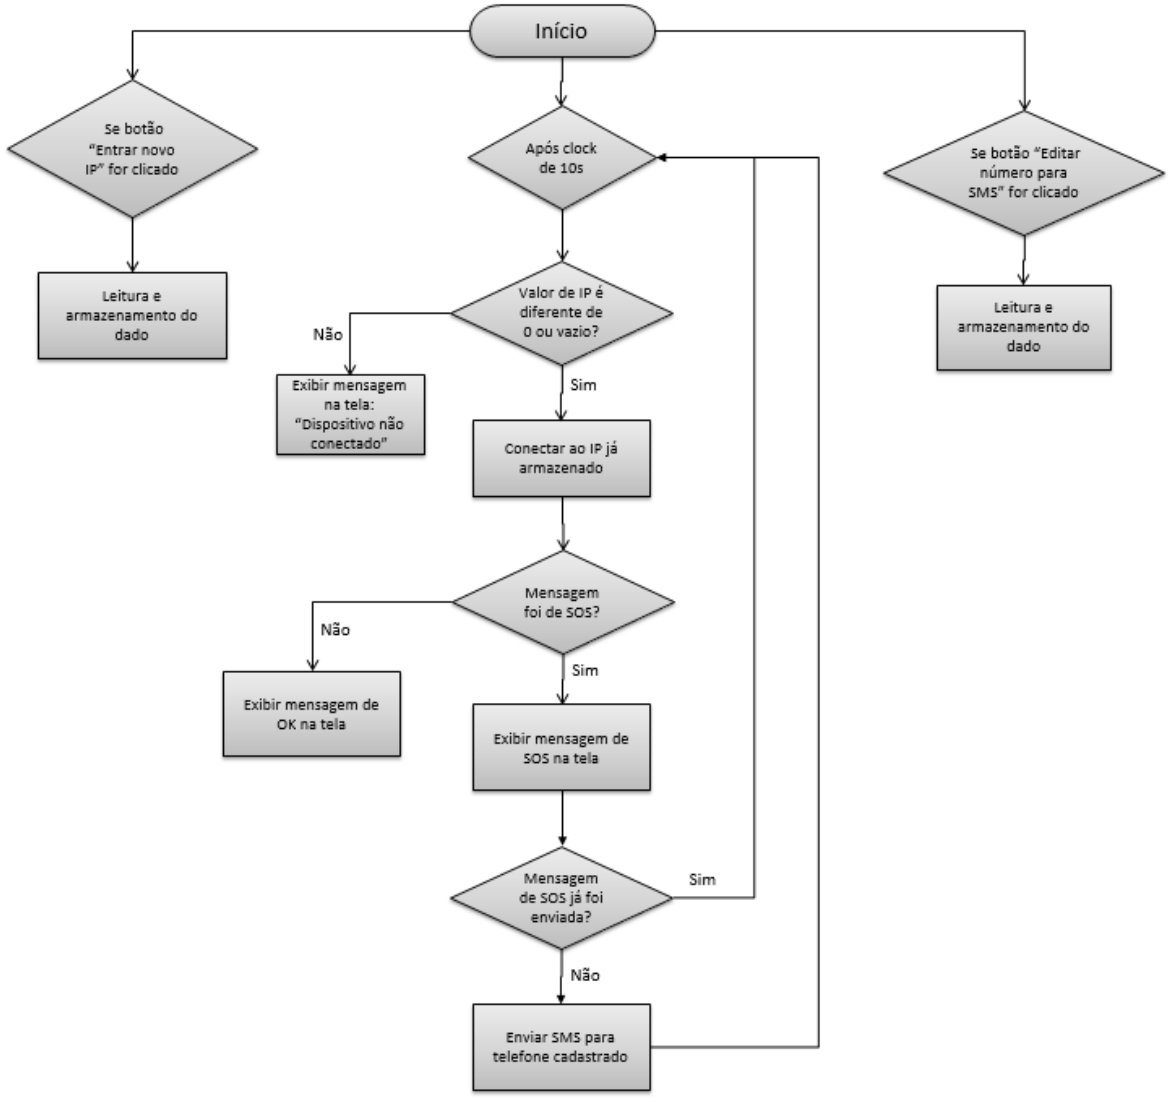 Início
Se botão
“Entrar novo
IP” for clicado
Após clock
de 10s
Se botão “Editar
número para
SMS” for clicado
Leitura e
armazenamento do
dado
Valor de IP é
diferente de
0 ou vazio?
Leitura e
armazenamento do
dado
Não
Sim
Exibir mensagem
na tela:
“Dispositivo não
conectado”
Conectar ao IP já
armazenado
Mensagem
foi de SOS?
Não
Sim
Exibir mensagem de
OK na tela
Exibir mensagem de
SOS na tela
Mensagem
de SOS já foi
enviada?
Sim
Não
Enviar SMS para
telefone cadastrado